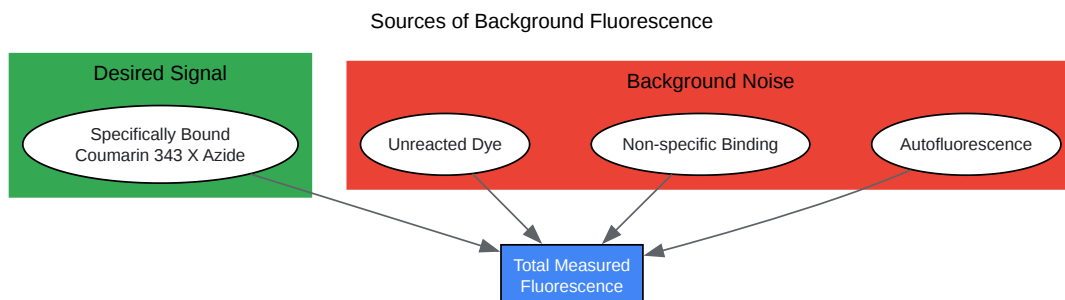 Sources of Background Fluorescence
Desired Signal
Background Noise
Specifically Bound
Coumarin 343 X Azide
Unreacted Dye
Non-specific Binding
Autofluorescence
Total Measured
Fluorescence